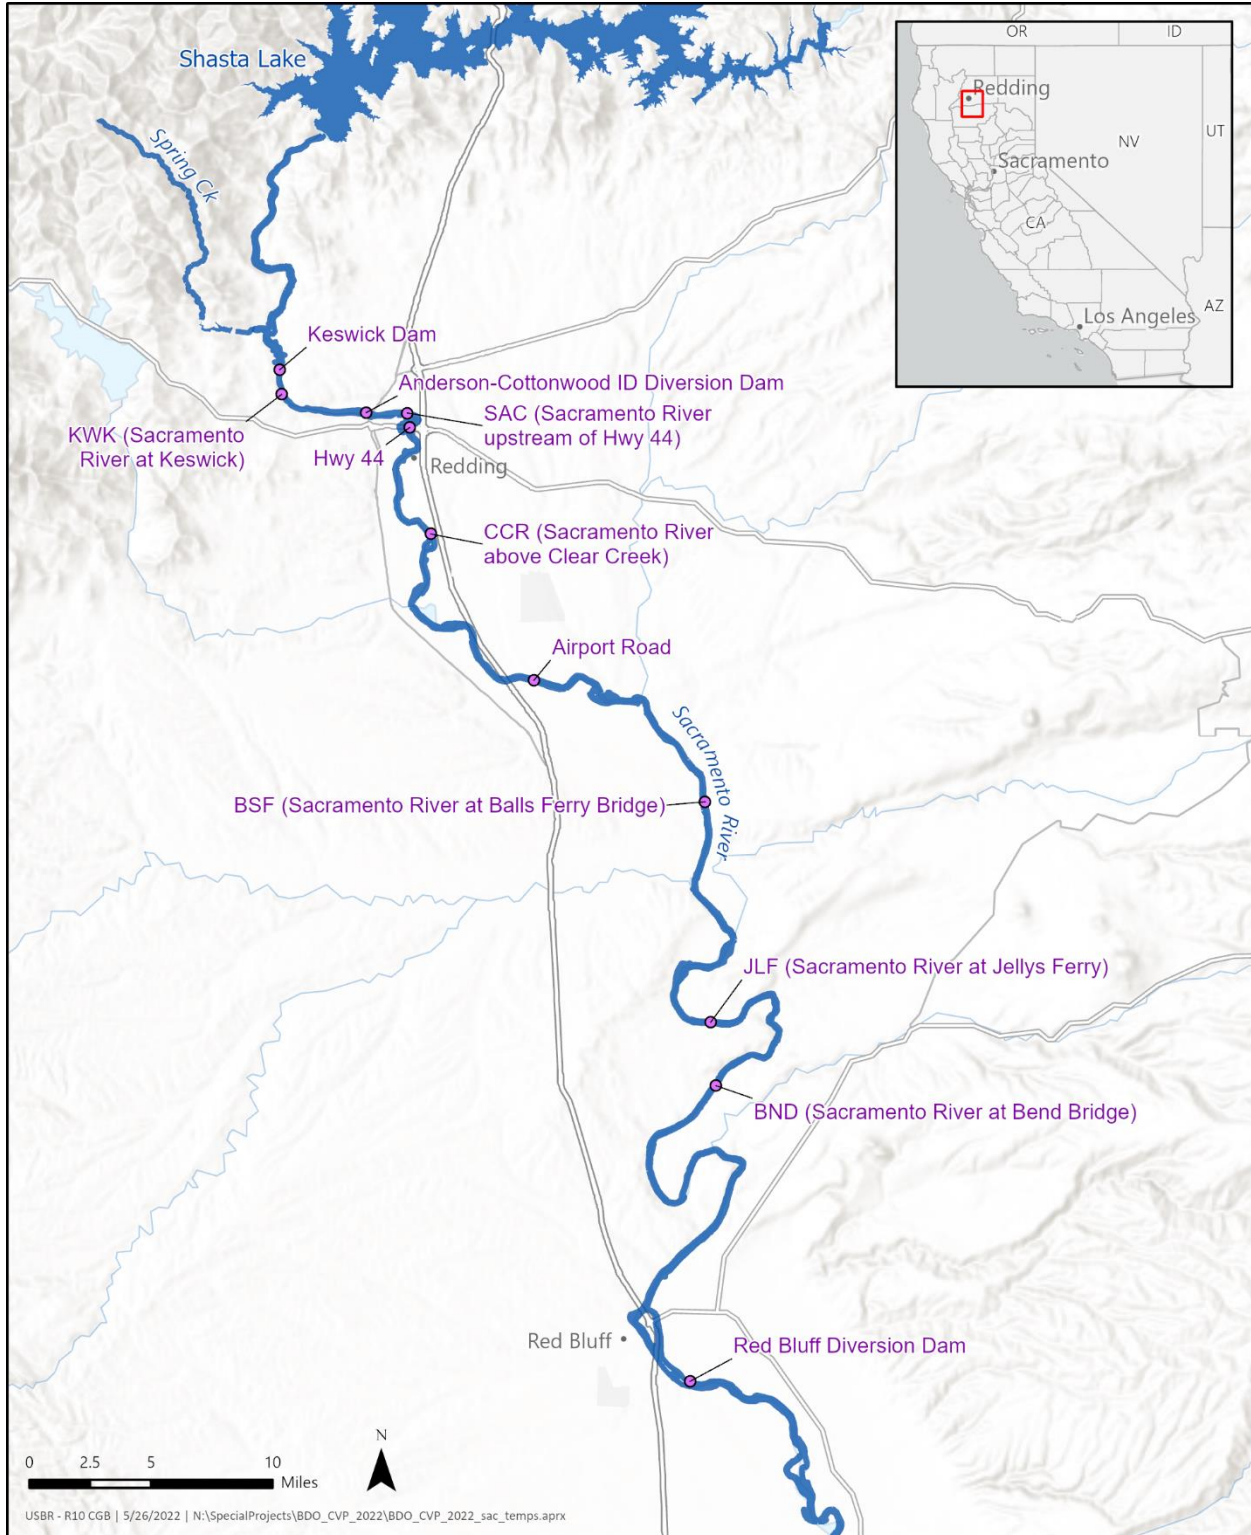 Shasta Lake
OR
ID
Redding
NV
UT
Sacramento
CA
AZ
Los Angeles
Spring Ck
Keswick Dam
Anderson-Cottonwood ID Diversion Dam
KWK (Sacramento
River at Keswick)
SAC (Sacramento River
upstream of Hwy 44)
Hwy 44
Redding
CCR (Sacramento River
above Clear Creek)
Airport Road
Sacramento River
BSF (Sacramento River at Balls Ferry Bridge)
JLF (Sacramento River at Jellys Ferry)
BND (Sacramento River at Bend Bridge)
Red Bluff
Red Bluff Diversion Dam
N
0 2.5 5 10
Miles
USBR - R10 CGB | 5/26/2022 | N:\SpecialProjects\BDO_CVP_2022\BDO_CVP_2022_sac_temps.aprx